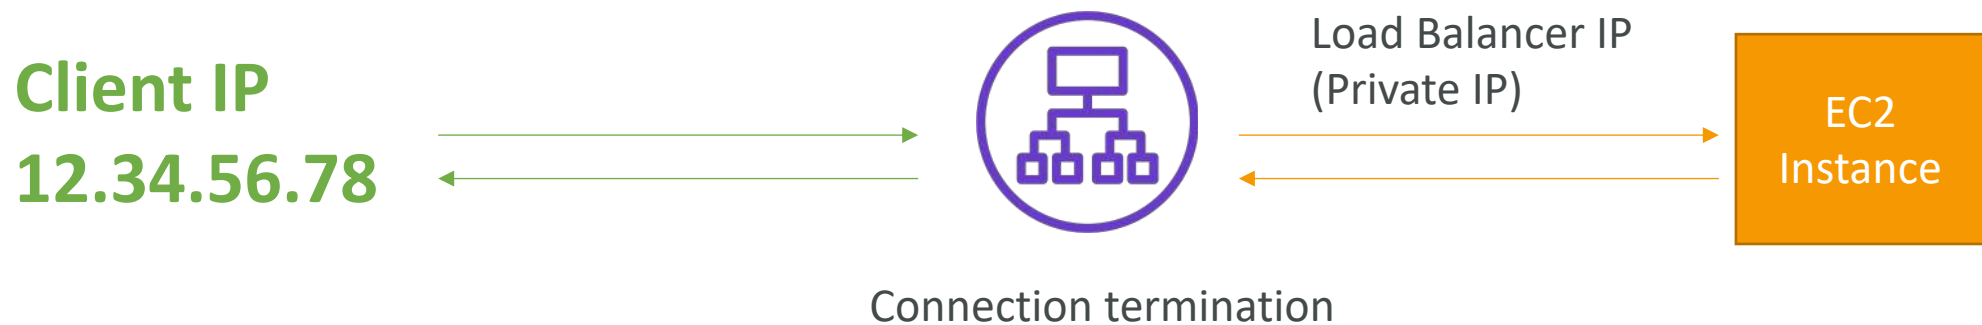 Client IP
12.34.56.78
Load Balancer IP
(Private IP)
EC2
Instance
Connection termination